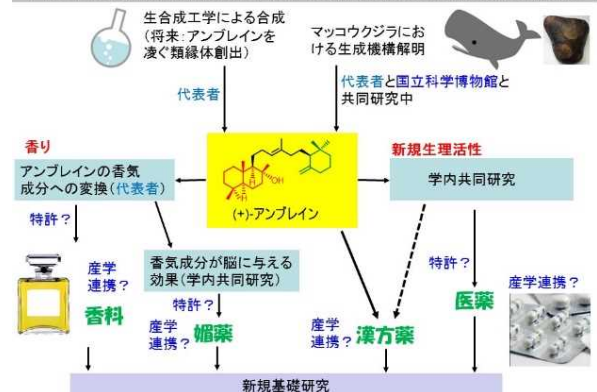 生合成工学による合成
(将来:アンブレインを
凌ぐ類縁体創出)
マッコウクジラにお
ける生成機構解明
代表者
代表者と国立科学博物館と
共同研究中
香り
アンブレインの香気
成分への変換(代表者)
OH
(+)-アンブレイン
新規生理活性
学内共同研究
特許?
産学
連携?
香料
香気成分が脳に与える
効果(学内共同研究)
特許?
産学
連携?
媚薬
産学
連携?
漢方薬
特許?
医薬
産学連携?
新規基礎研究